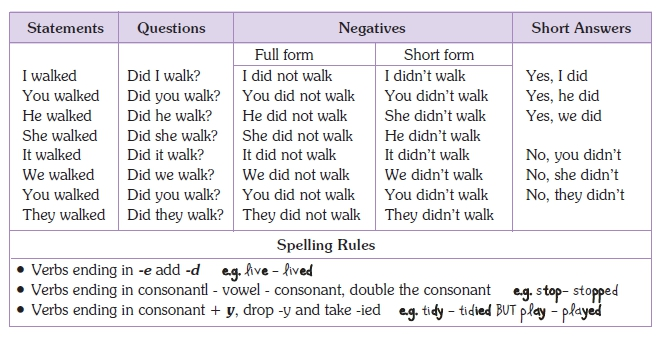 Statements Questions Negatives Short Answers
Full form Short form
I walked Did I walk? I did not walk I didn't walk Yes, I did
You walked Did you walk? You did not walk You didn't walk Yes, he did
He walked Did he walk? He did not walk She didn't walk Yes, we did
She walked Did she walk? She did not walk He didn't walk
It walked Did it walk? It did not walk It didn't walk No, you didn't
We walked Did we walk? We did not walk We didn't walk No, she didn't
You walked Did you walk? You did not walk You didn't walk No, they didn't
They walked Did they walk? They did not walk They didn't walk
Spelling Rules
• Verbs ending in -e add -d e.g. live – lived
• Verbs ending in consonantl - vowel - consonant, double the consonant e.g. stop– stopped
• Verbs ending in consonant + y, drop -y and take -ied e.g. tidy – tidied BUT play – played